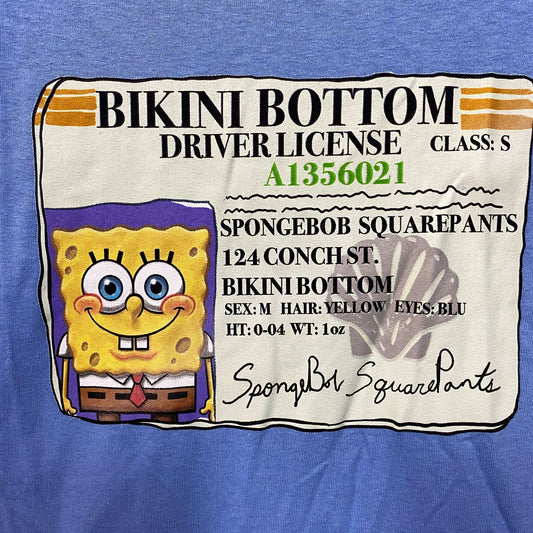 BIKINI BOTTOM
DRIVER LICENSE CLASS: S
A1356021
SPONGEBOB SQUAREPANTS
124 CONCH ST.
BIKINI BOTTOM
SEX: M HAIR: YELLOW EYES: BLU
HT: 0-04 WT: 1oz
SpongeBob SquarePants